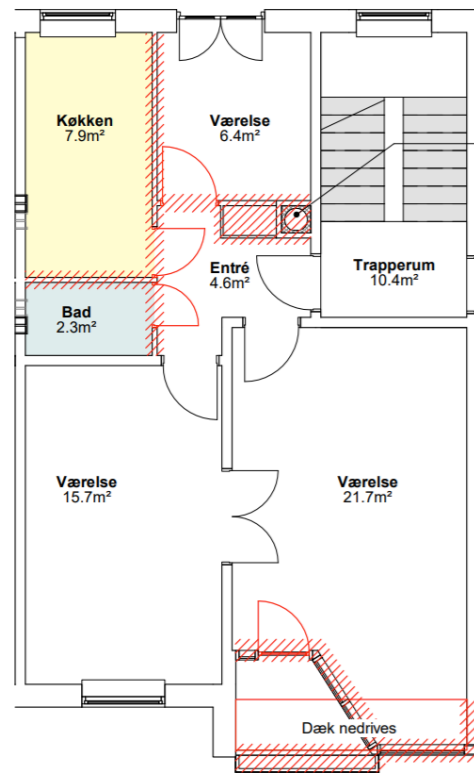 Køkken
7.9m²
Værelse
6.4m²
Entré
4.6m²
Trapperum
10.4m²
Bad
2.3m²
Værelse
15.7m²
Værelse
21.7m²
Dæk nedrives